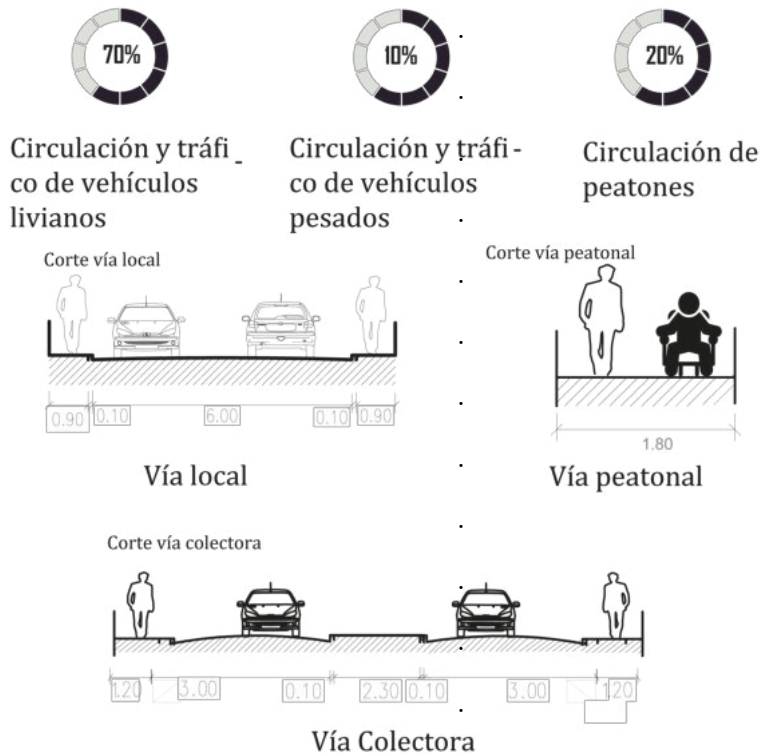 70%
10%
20%
Circulación y tráfi_
co de vehículos
livianos
Circulación y tráfi-
co de vehículos
pesados
Circulación de
peatones
Corte vía local
0.90 0.10 6.00 0.10 0.90
Vía local
Corte vía peatonal
1.80
Vía peatonal
Corte vía colectora
1.20 3.00 0.10 2.30 0.10 3.00 1.20
Vía Colectora